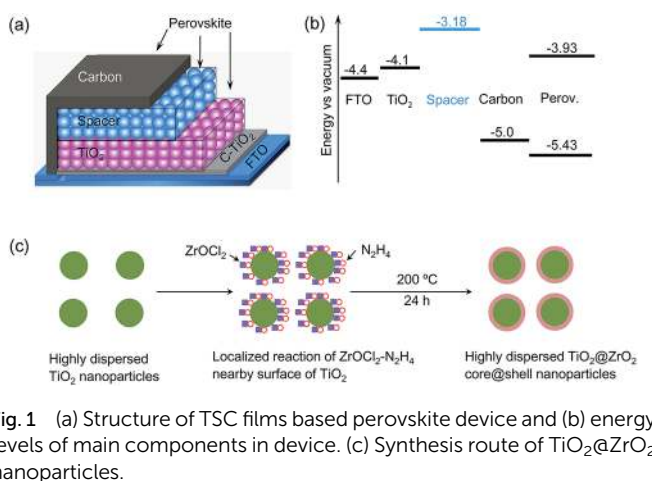 (a)
Perovskite
Carbon
Spacer
TiO₂
C-TiO₂
FTO
(b)
Energy vs vacuum
-3.18
-4.4
-4.1
-3.93
FTO
TiO₂
Spacer
Carbon
Perov.
-5.0
-5.43
(c)
ZrOCl₂
N₂H₄
200 ºC
24 h
Highly dispersed
TiO₂ nanoparticles
Localized reaction of ZrOCl₂-N₂H₄
nearby surface of TiO₂
Highly dispersed TiO₂@ZrO₂
core@shell nanoparticles
Fig. 1 (a) Structure of TSC films based perovskite device and (b) energy
levels of main components in device. (c) Synthesis route of TiO₂@ZrO₂
nanoparticles.